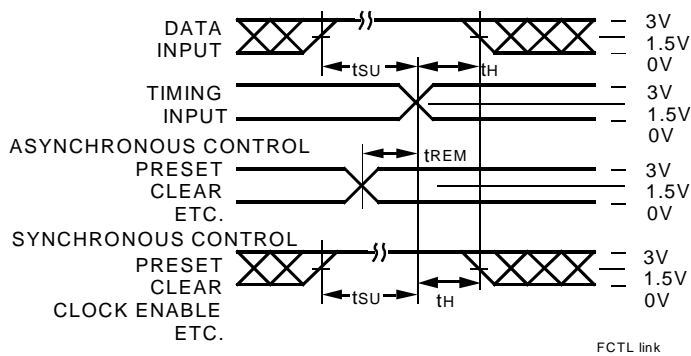 DATA INPUT
3V
1.5V
0V
tSU
tH
TIMING INPUT
3V
1.5V
0V
ASYNCHRONOUS CONTROL
PRESET
CLEAR
ETC.
tREM
3V
1.5V
0V
SYNCHRONOUS CONTROL
PRESET
CLEAR
CLOCK ENABLE
ETC.
tSU
tH
3V
1.5V
0V
FCTL link